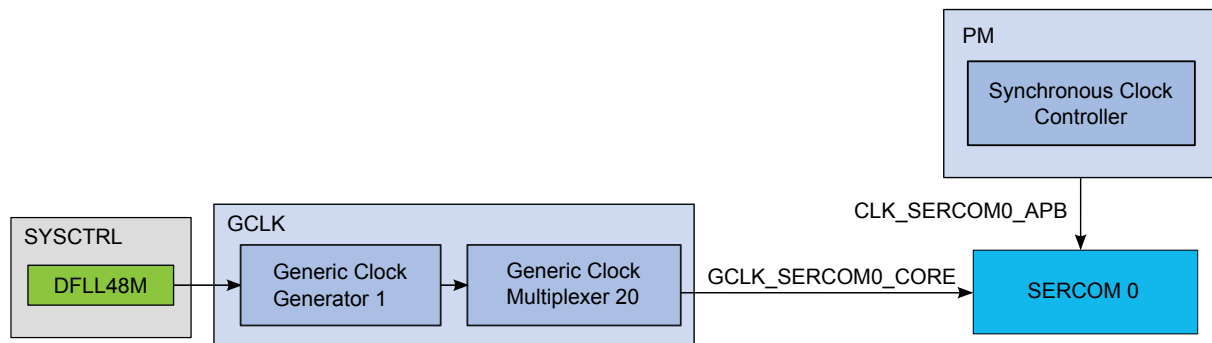 PM
Synchronous Clock
Controller
CLK_SERCOM0_APB
SYSCTRL
DFLL48M
GCLK
Generic Clock
Generator 1
Generic Clock
Multiplexer 20
GCLK_SERCOM0_CORE
SERCOM 0